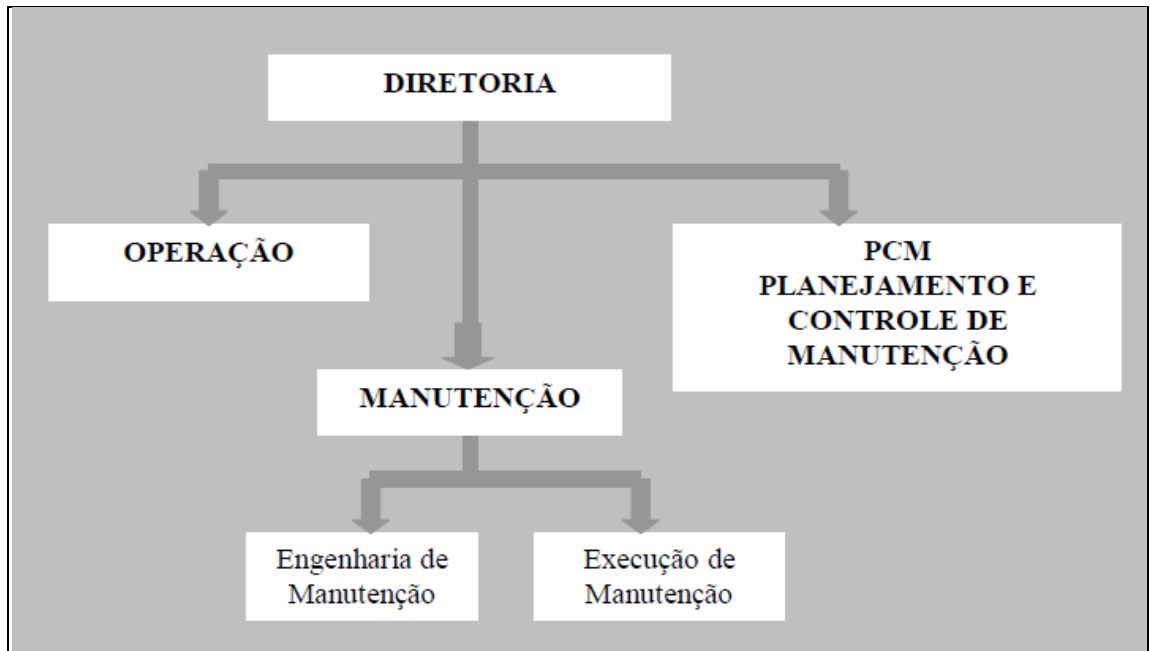 DIRETORIA
OPERAÇÃO
PCM
PLANEJAMENTO E
CONTROLE DE
MANUTENÇÃO
MANUTENÇÃO
Engenharia de
Manutenção
Execução de
Manutenção